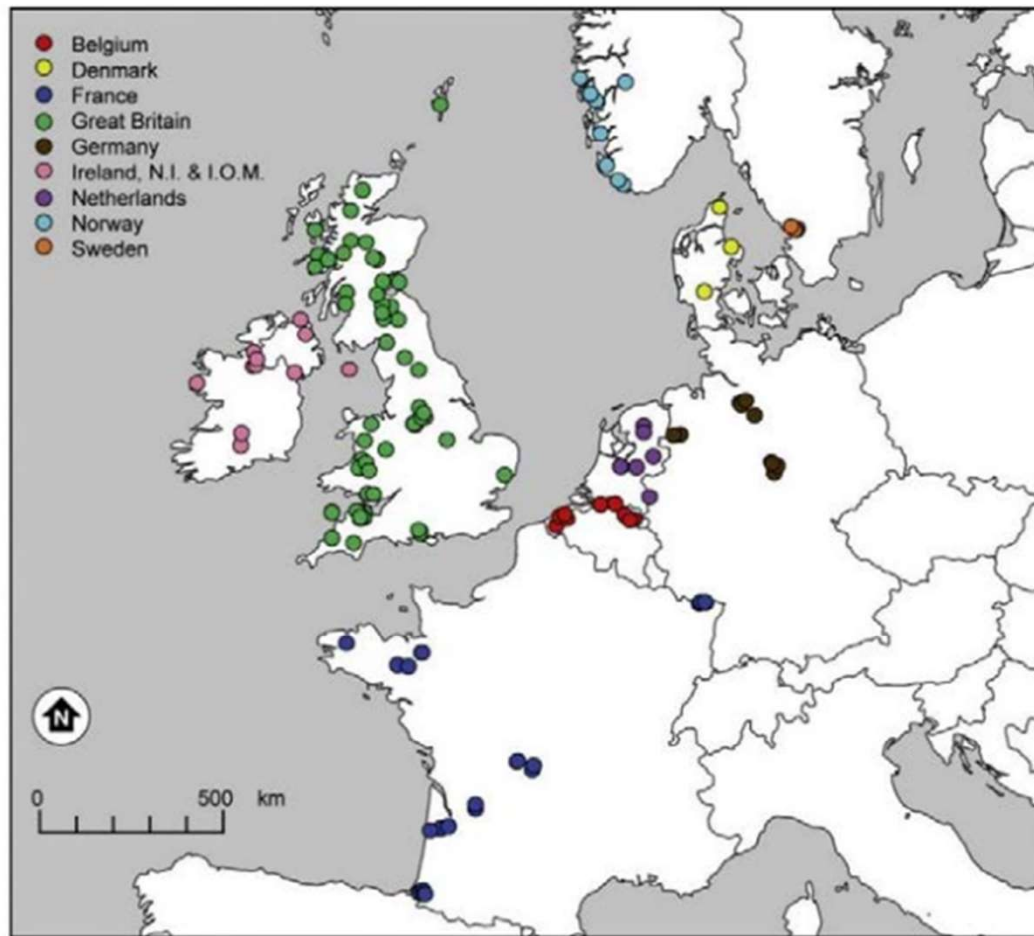 Belgium
Denmark
France
Great Britain
Germany
Ireland, N.I. & I.O.M.
Netherlands
Norway
Sweden
N
0 500 km